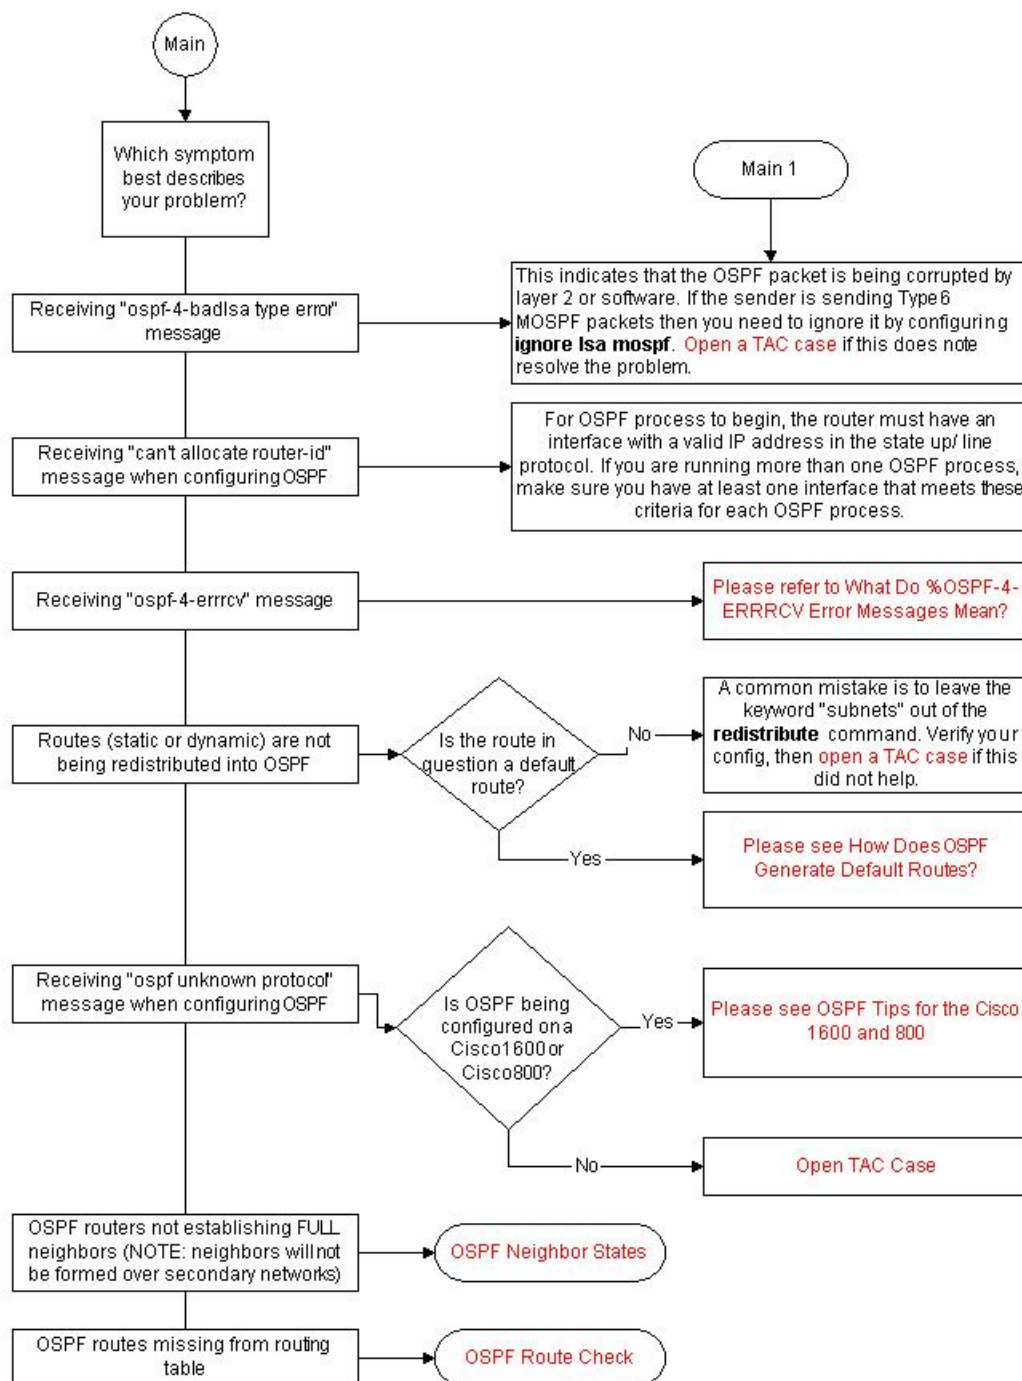 Main
Which symptom
best describes
your problem?
Main 1
Receiving "ospf-4-badlsa type error"
message
This indicates that the OSPF packet is being corrupted by
layer 2 or software. If the sender is sending Type 6
MOSPF packets then you need to ignore it by configuring
ignore lsa mospf. Open a TAC case if this does note
resolve the problem.
Receiving "can't allocate router-id"
message when configuring OSPF
For OSPF process to begin, the router must have an
interface with a valid IP address in the state up/ line
protocol. If you are running more than one OSPF process,
make sure you have at least one interface that meets these
criteria for each OSPF process.
Receiving "ospf-4-errrcv" message
Please refer to What Do %OSPF-4-
ERRRCV Error Messages Mean?
Routes (static or dynamic) are not
being redistributed into OSPF
Is the route in
question a default
route?
No
A common mistake is to leave the
keyword "subnets" out of the
redistribute command. Verify your
config, then open a TAC case if this
did not help.
Yes
Please see How Does OSPF
Generate Default Routes?
Receiving "ospf unknown protocol"
message when configuring OSPF
Is OSPF being
configured on a
Cisco1600 or
Cisco800?
Yes
Please see OSPF Tips for the Cisco
1600 and 800
No
Open TAC Case
OSPF routers not establishing FULL
neighbors (NOTE: neighbors will not
be formed over secondary networks)
OSPF Neighbor States
OSPF routes missing from routing
table
OSPF Route Check